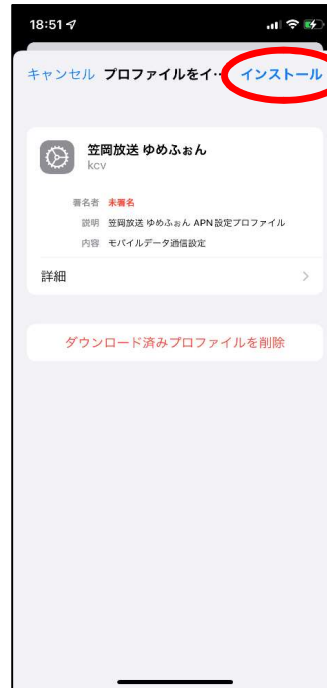 18:51
キャンセル プロファイルをイ… インストール
笠岡放送 ゆめふぉん
kcv
署名者 未署名
説明 笠岡放送 ゆめふぉん APN 設定プロファイル
内容 モバイルデータ通信設定
詳細
ダウンロード済みプロファイルを削除